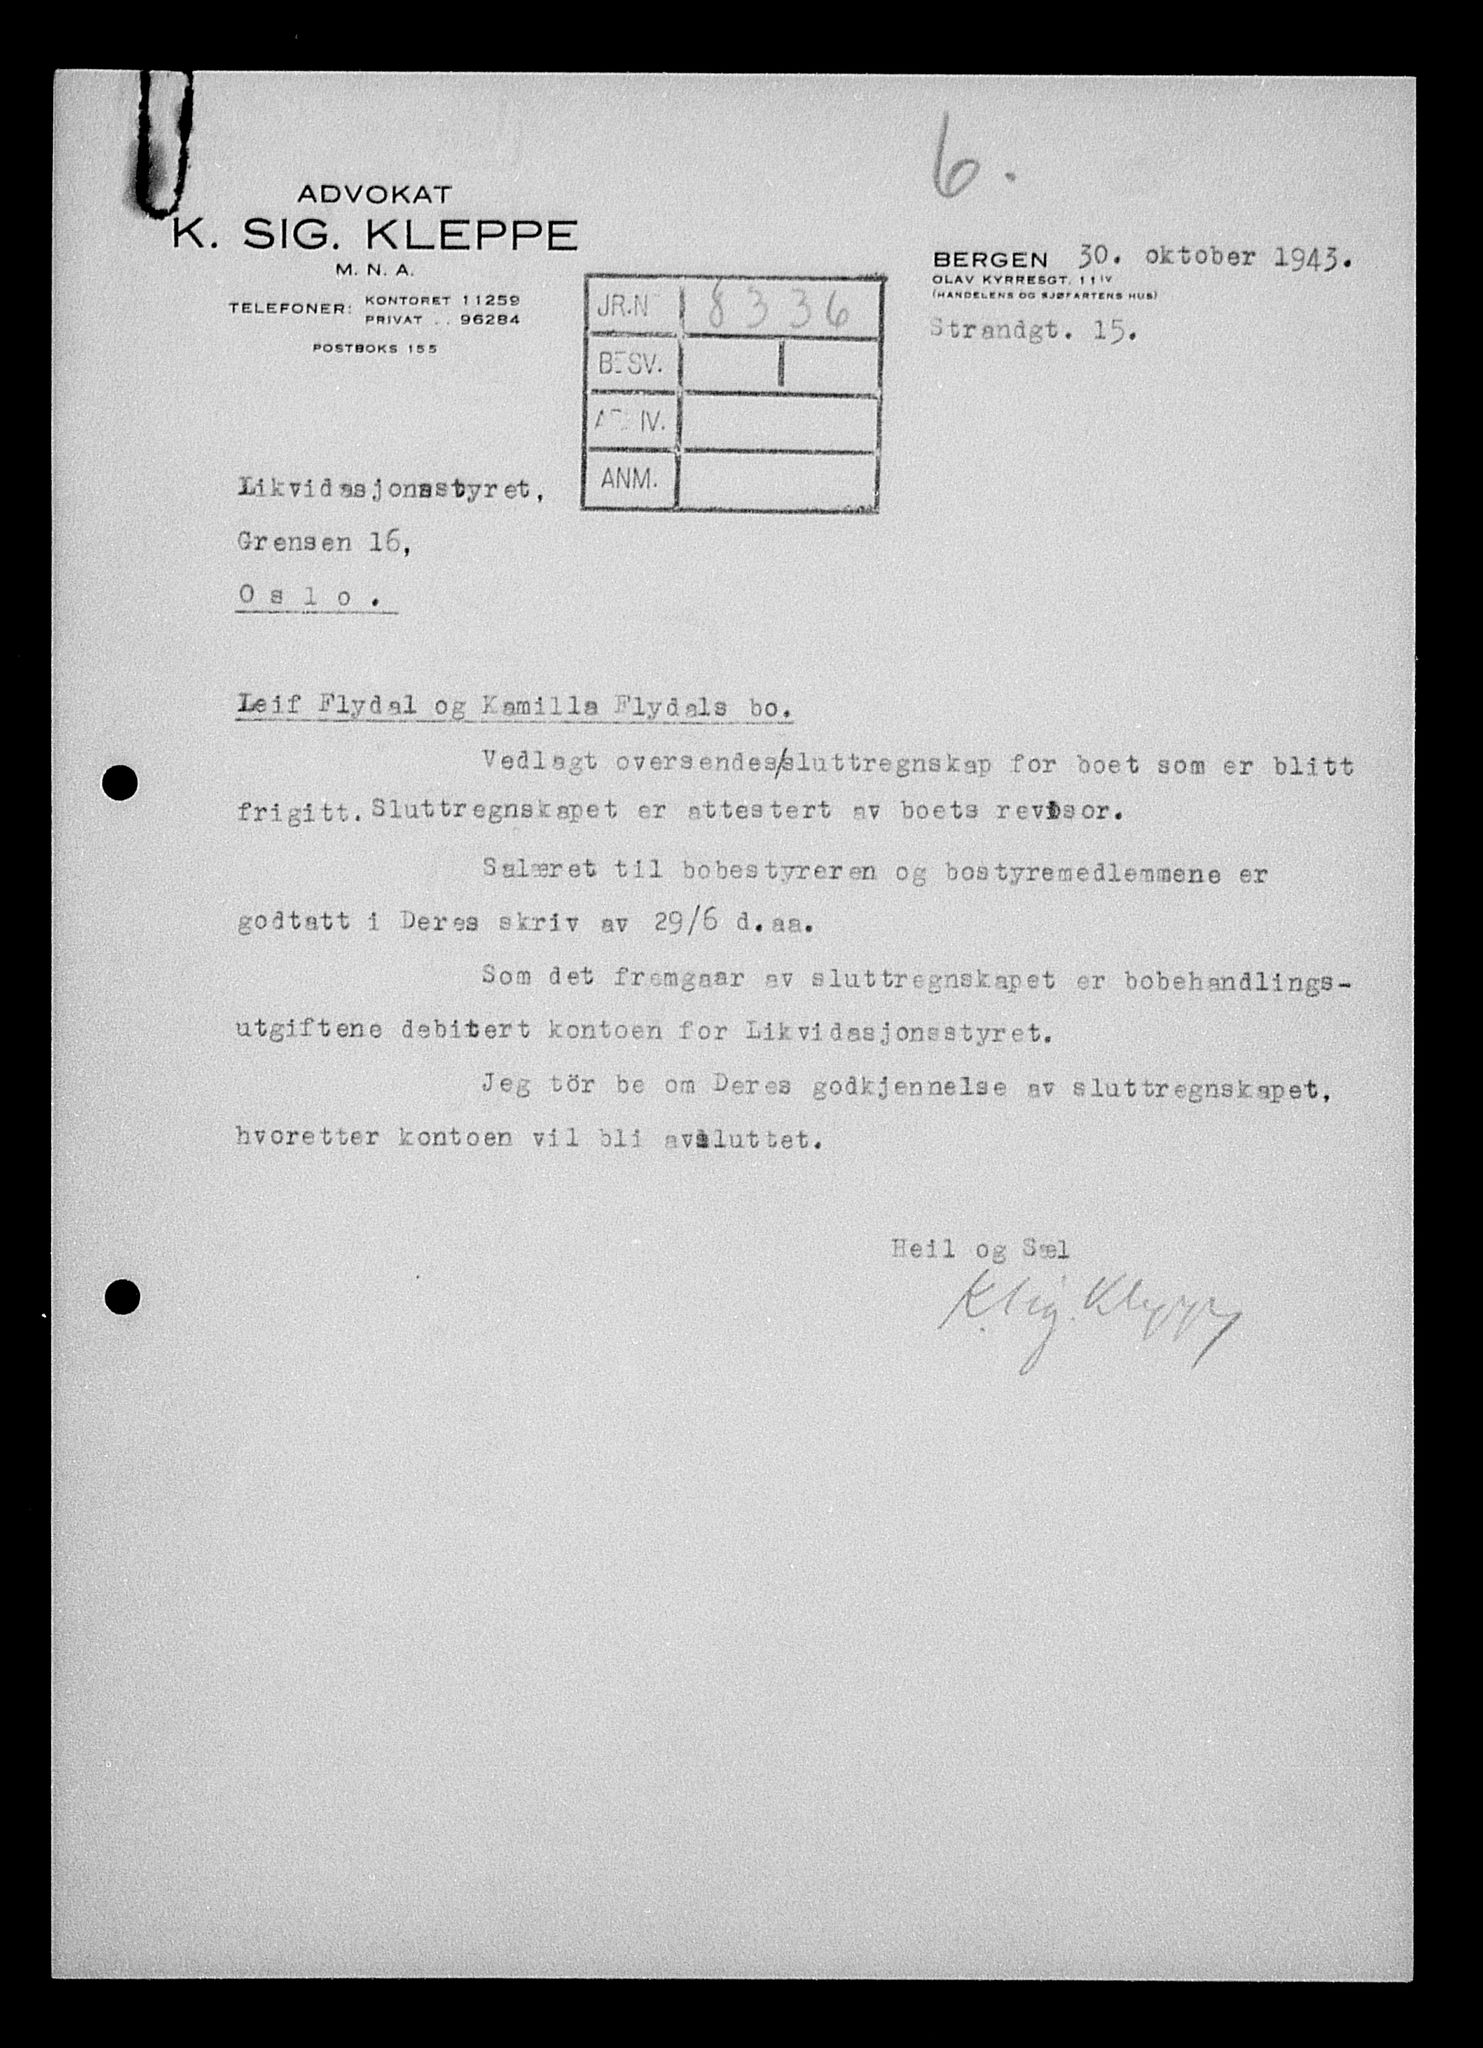 6.
ADVOKAT
K. SIG. KLEPPE
M. N. A.
TELEFONER: KONTORET 11259
PRIVAT . . 96284
POSTBOKS 155
BERGEN 30. oktober 1943.
OLAV KYRRESGT. 11 IV
(HANDELENS OG SJØFARTENS HUS)
Strandgt. 15.
JR.N 8336
BESV.
ANM.
Likvidasjonsstyret,
Grensen 16,
Oslo.
Leif Flydal og Kamilla Flydals bo.
Vedlagt oversendes/sluttregnskap for boet som er blitt
frigitt. Sluttregnskapet er attestert av boets revisor.
Salæret til bobestyreren og bostyremedlemmene er
godtatt i Deres skriv av 29/6 d.aa.
Som det fremgaar av sluttregnskapet er bobehandlings-
utgiftene debitert kontoen for Likvidasjonsstyret.
Jeg tör be om Deres godkjennelse av sluttregnskapet,
hvoretter kontoen vil bli avsluttet.
Heil og Sæl
K. Sig. Kleppe